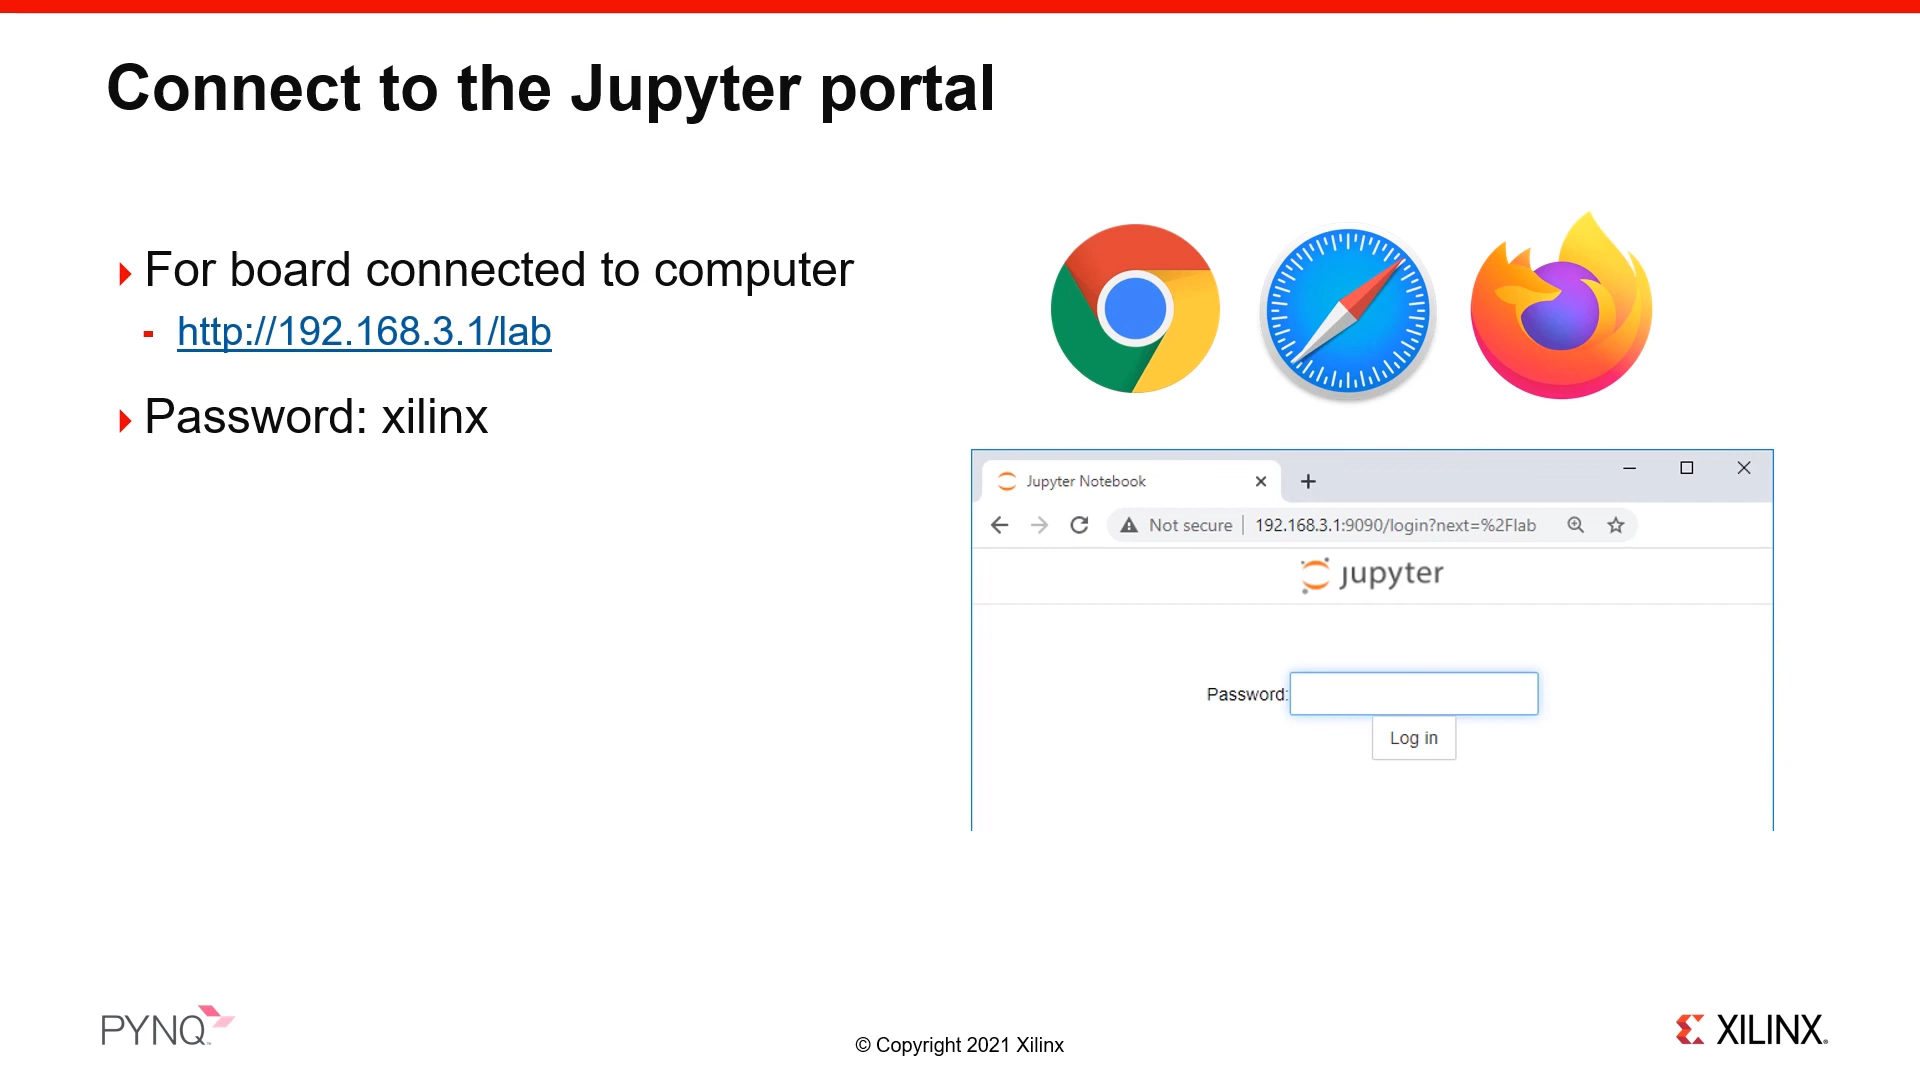 Connect to the Jupyter portal
For board connected to computer
- http://192.168.3.1/lab
Password: xilinx
Jupyter Notebook
Not secure | 192.168.3.1:9090/login?next=%2Flab
jupyter
Password:
Log in
PYNQ™
© Copyright 2021 Xilinx
XILINX®